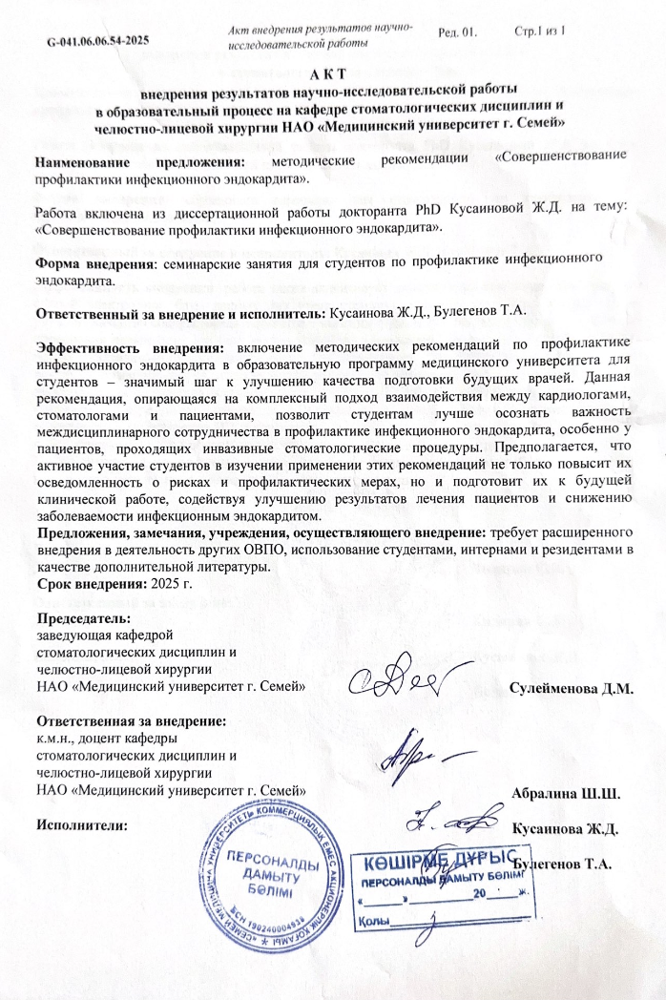 G-041.06.06.54-2025
Акт внедрения результатов научно-
исследовательской работы
Ред. 01.
Стр.1 из 1
А К Т
внедрения результатов научно-исследовательской работы
в образовательный процесс на кафедре стоматологических дисциплин и
челюстно-лицевой хирургии НАО «Медицинский университет г. Семей»
Наименование предложения: методические рекомендации «Совершенствование
профилактики инфекционного эндокардита».
Работа включена из диссертационной работы докторанта PhD Кусаиновой Ж.Д. на тему:
«Совершенствование профилактики инфекционного эндокардита».
Форма внедрения: семинарские занятия для студентов по профилактике инфекционного
эндокардита.
Ответственный за внедрение и исполнитель: Кусаинова Ж.Д., Булегенов Т.А.
Эффективность внедрения: включение методических рекомендаций по профилактике
инфекционного эндокардита в образовательную программу медицинского университета для
студентов – значимый шаг к улучшению качества подготовки будущих врачей. Данная
рекомендация, опирающаяся на комплексный подход взаимодействия между кардиологами,
стоматологами и пациентами, позволит студентам лучше осознать важность
междисциплинарного сотрудничества в профилактике инфекционного эндокардита, особенно у
пациентов, проходящих инвазивные стоматологические процедуры. Предполагается, что
активное участие студентов в изучении применении этих рекомендаций не только повысит их
осведомленность о рисках и профилактических мерах, но и подготовит их к будущей
клинической работе, содействуя улучшению результатов лечения пациентов и снижению
заболеваемости инфекционным эндокардитом.
Предложения, замечания, учреждения, осуществляющего внедрение: требует расширенного
внедрения в деятельность других ОВПО, использование студентами, интернами и резидентами в
качестве дополнительной литературы.
Срок внедрения: 2025 г.
Председатель:
заведующая кафедрой
стоматологических дисциплин и
челюстно-лицевой хирургии
НАО «Медицинский университет г. Семей»
Сулейменова Д.М.
Ответственная за внедрение:
к.м.н., доцент кафедры
стоматологических дисциплин и
челюстно-лицевой хирургии
НАО «Медицинский университет г. Семей»
Абралина Ш.Ш.
Исполнители:
Кусаинова Ж.Д.
Булегенов Т.А.
«СЕМЕЙ МЕДИЦИНА УНИВЕРСИТЕТІ» КОММЕРЦИЯЛЫҚ ЕМЕС АКЦИОНЕРЛІК ҚОҒАМЫ
ПЕРСОНАЛДЫ
ДАМЫТУ
БӨЛІМІ
БСН 190240004938
КӨШІРМЕ ДҰРЫС
ПЕРСОНАЛДЫ ДАМЫТУ БӨЛІМІ
«______» __________ 20 _____ ж.
Қолы